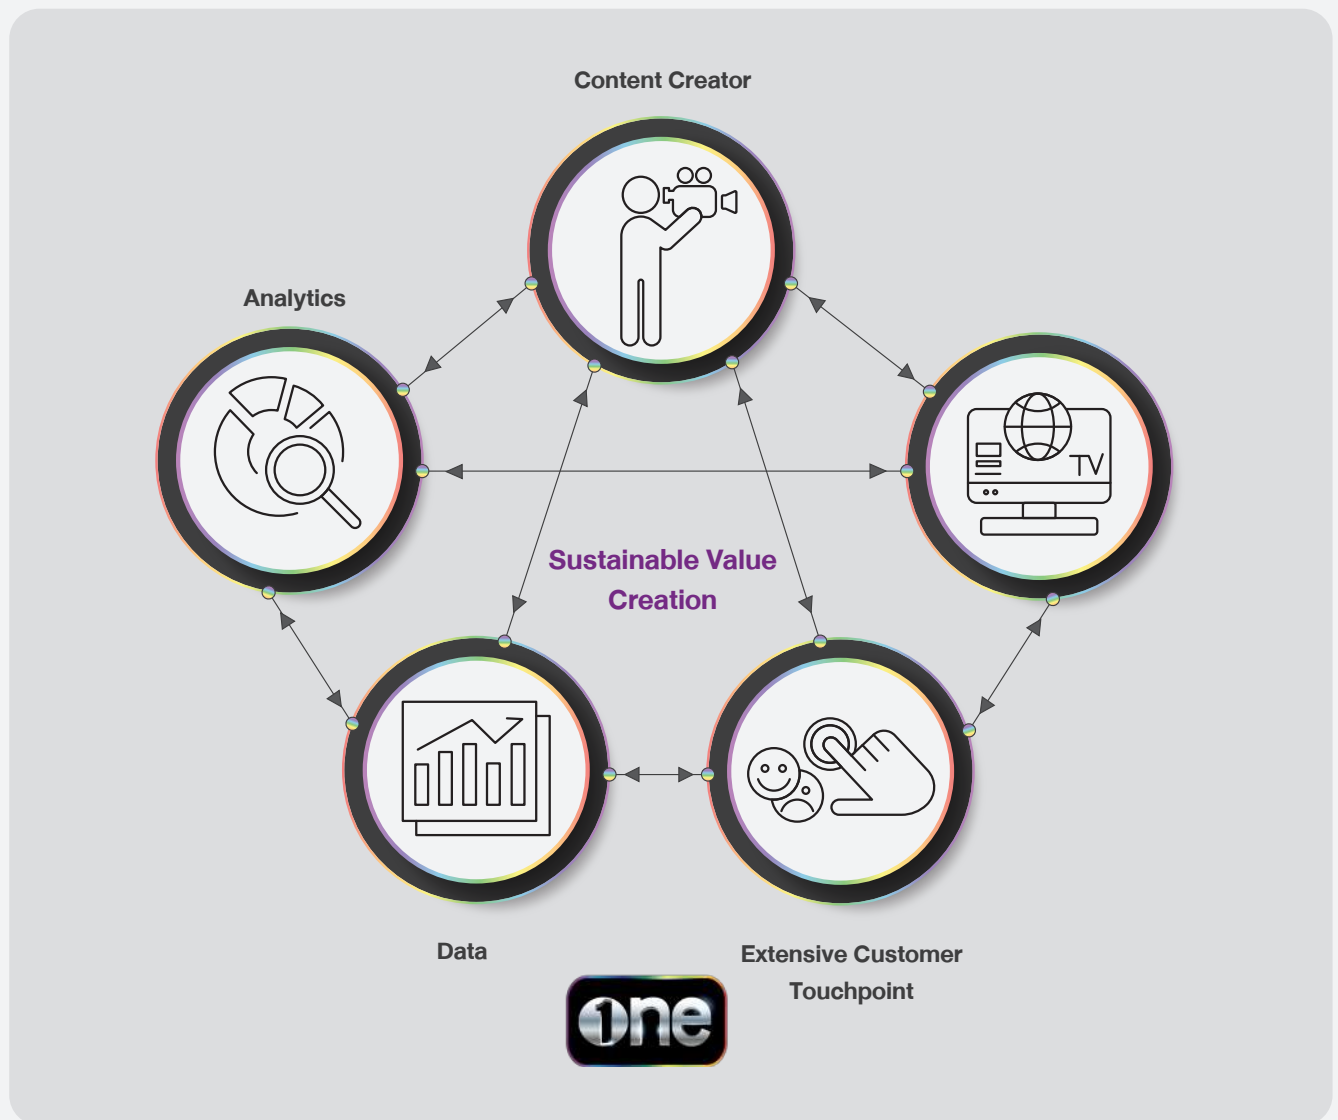 Content Creator
Analytics
TV
Sustainable Value
Creation
Data
Extensive Customer
Touchpoint
one